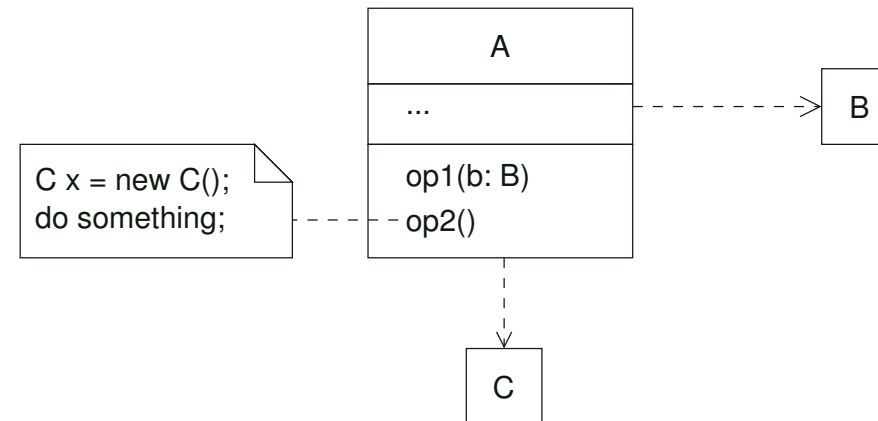 A
...
B
C x = new C();
do something;
op1(b: B)
op2()
C